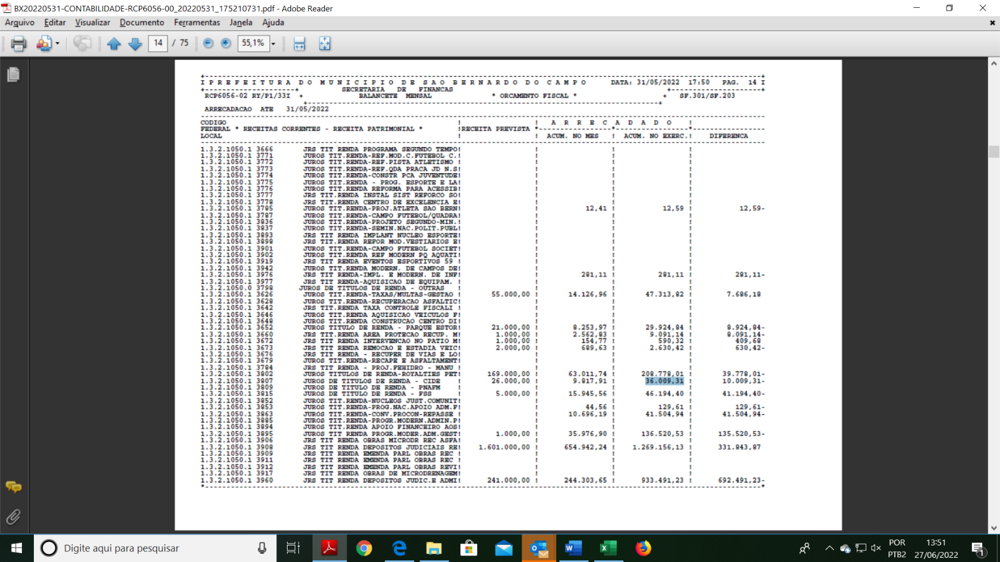 BX20220531-CONTABILIDADE-RCP6056-00_20220531_175210731.pdf - Adobe Reader
Arquivo Editar Visualizar Documento Ferramentas Janela Ajuda
14 / 75 55,1%
I P R E F E I T U R A D O M U N I C I P I O D E S A O B E R N A R D O D O C A M P O DATA: 31/05/2022 17:50 PAG. 14 I
SECRETARIA DE FINANCAS
RCP6056-02 RY/P1/33I + BALANCETE MENSAL * ORCAMENTO FISCAL * + SF.301/SF.203
ARRECADACAO ATE 31/05/2022
CODIGO ! ! A R R E C A D A D O !
FEDERAL * RECEITAS CORRENTES - RECEITA PATRIMONIAL * !RECEITA PREVISTA *
LOCAL ! ! ACUM. NO MES ! ACUM. NO EXERC.! DIFERENCA
1.3.2.1050.1 3666 JRS TIT RENDA PROGRAMA SEGUNDO TEMPO! ! ! !
1.3.2.1050.1 3771 JUROS TIT.RENDA-REF.MOD.C.FUTEBOL C.! ! ! !
1.3.2.1050.1 3772 JUROS TIT.RENDA-REF.PISTA ATLETISMO ! ! ! !
1.3.2.1050.1 3773 JUROS TIT.RENDA-REF.QDA PRACA JD N.S! ! ! !
1.3.2.1050.1 3774 JUROS TIT.RENDA-CONSTR PCA JUVENTUDE! ! ! !
1.3.2.1050.1 3775 JUROS TIT.RENDA - PROG. ESPORTE E LA! ! ! !
1.3.2.1050.1 3776 JUROS TIT.RENDA REFORMA PARA ACESSIB! ! ! !
1.3.2.1050.1 3777 JRS TIT.RENDA INSTAL SIST REFORCO SO! ! ! !
1.3.2.1050.1 3778 JRS TIT.RENDA CENTRO DE EXCELENCIA E! ! ! !
1.3.2.1050.1 3785 JUROS TIT.RENDA-PROJ.ATLETA SAO BERN! ! 12,41 ! 12,59 ! 12,59-
1.3.2.1050.1 3787 JUROS TIT.RENDA-CAMPO FUTEBOL/QUADRA! ! ! !
1.3.2.1050.1 3836 JUROS TIT.RENDA-PROJETO SEGUNDO-MIN.! ! ! !
1.3.2.1050.1 3837 JUROS TIT.RENDA-SEMIN.NAC.POLIT.PUBL! ! ! !
1.3.2.1050.1 3893 JRS TIT RENDA IMPLANT NUCLEO ESPORTE! ! ! !
1.3.2.1050.1 3898 JRS TIT RENDA REFOR MOD.VESTIARIOS E! ! ! !
1.3.2.1050.1 3901 JUROS TIT.RENDA-CAMPO FUTEBOL SOCIET! ! ! !
1.3.2.1050.1 3902 JUROS TIT.RENDA REF MODERN PQ AQUATI! ! ! !
1.3.2.1050.1 3919 JRS TIT RENDA EVENTOS ESPORTIVOS 59 ! ! ! !
1.3.2.1050.1 3942 JUROS TIT.RENDA MODERN. DE CAMPOS DE! ! ! !
1.3.2.1050.1 3976 JRS TIT RENDA-IMPL. E MODERN. DE INF! ! 281,11 ! 281,11 ! 281,11-
1.3.2.1050.1 3977 JRS TIT RENDA-AQUISICAO DE EQUIPAM. ! ! ! !
1.3.2.1050.0 3798 JUROS DE TITULOS DE RENDA - OUTRAS ! ! ! !
1.3.2.1050.1 3626 JUROS TIT.RENDA-TAXAS/MULTAS-GESTAO ! 55.000,00 ! 14.126,96 ! 47.313,82 ! 7.686,18
1.3.2.1050.1 3628 JUROS TIT.RENDA-RECUPERACAO ASFALTIC! ! ! !
1.3.2.1050.1 3642 JRS TIT.RENDA TAXA CONTROLE FISCALI ! ! ! !
1.3.2.1050.1 3646 JRS TIT.RENDA AQUISICAO VEICULOS F! ! ! !
1.3.2.1050.1 3648 JUROS TIT.RENDA CONSTRUCAO CENTRO DI! ! ! !
1.3.2.1050.1 3652 JUROS TITULO DE RENDA - PARQUE ESTOR! 21.000,00 ! 8.253,97 ! 29.924,84 ! 8.924,84-
1.3.2.1050.1 3660 JRS TIT RENDA AREA PROTECAO RECUP. M! 1.000,00 ! 2.562,83 ! 9.091,14 ! 8.091,14-
1.3.2.1050.1 3672 JRS TIT RENDA INTERVENCAO NO PATIO M! 1.000,00 ! 154,77 ! 590,32 ! 409,68
1.3.2.1050.1 3673 JRS TIT RENDA REMOCAO E ESTADIA VEIC! 2.000,00 ! 689,63 ! 2.630,42 ! 630,42-
1.3.2.1050.1 3676 JRS TIT RENDA - RECUPER DE VIAS E LO! ! ! !
1.3.2.1050.1 3679 JUROS TIT.RENDA-RECAPE E ASFALTAMENT! ! ! !
1.3.2.1050.1 3784 JRS TIT RENDA - PROJ.FEHIDRO - MANU ! ! ! !
1.3.2.1050.1 3802 JUROS TITULOS DE RENDA-ROYALTIES PET! 169.000,00 ! 63.011,74 ! 208.778,01 ! 39.778,01-
1.3.2.1050.1 3807 JUROS DE TITULOS DE RENDA - CIDE ! 26.000,00 ! 9.817,91 ! 36.009,31 ! 10.009,31-
1.3.2.1050.1 3809 JUROS DE TITULO DE RENDA - PNAFM ! ! ! !
1.3.2.1050.1 3815 JUROS DE TITULO DE RENDA - FSS ! 5.000,00 ! 15.945,56 ! 46.194,40 ! 41.194,40-
1.3.2.1050.1 3852 JUROS TIT.RENDA-NUCLEOS JUST.COMUNIT! ! ! !
1.3.2.1050.1 3853 JUROS TIT.RENDA-PROG.NAC.APOIO ADM.F! ! 44,56 ! 129,61 ! 129,61-
1.3.2.1050.1 3863 JUROS TIT.RENDA-CONV.PROCON-REPASSE ! ! 10.696,19 ! 41.504,94 ! 41.504,94-
1.3.2.1050.1 3885 JUROS TIT.RENDA-PROGR.MODERN.ADMIN.P! ! ! !
1.3.2.1050.1 3894 JUROS TIT RENDA APOIO FINANCEIRO AOS! ! ! !
1.3.2.1050.1 3895 JUROS TIT RENDA PROGR.MODER.ADM.GEST! 1.000,00 ! 35.976,90 ! 136.520,53 ! 135.520,53-
1.3.2.1050.1 3906 JRS TIT RENDA OBRAS MICRODR REC ASFA! ! ! !
1.3.2.1050.1 3908 JRS TIT RENDA DEPOSITOS JUDICIAIS RE! 1.601.000,00 ! 654.942,24 ! 1.269.156,13 ! 331.843,87
1.3.2.1050.1 3909 JRS TIT RENDA EMENDA PARL OBRAS REC ! ! ! !
1.3.2.1050.1 3911 JRS TIT RENDA EMENDA PARL OBRAS REC ! ! ! !
1.3.2.1050.1 3912 JRS TIT RENDA EMENDA PARL OBRAS REVI! ! ! !
1.3.2.1050.1 3917 JRS TIT RENDA OBRAS DE MICRODRENAGEM! ! ! !
1.3.2.1050.1 3960 JRS TIT RENDA DEPOSITOS JUDIC.E ADMI! 241.000,00 ! 244.303,65 ! 933.491,23 ! 692.491,23-
Digite aqui para pesquisar
POR 13:51
PTB2 27/06/2022
1